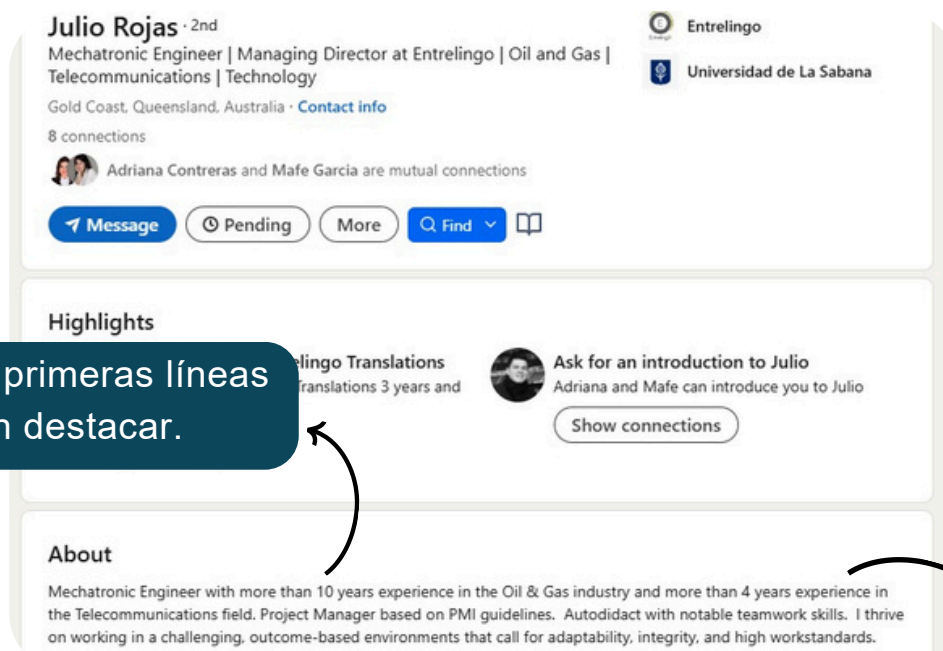 Julio Rojas · 2nd
Mechatronic Engineer | Managing Director at Entrelingo | Oil and Gas |
Telecommunications | Technology
Gold Coast, Queensland, Australia · Contact info
8 connections
Adriana Contreras and Mafe Garcia are mutual connections
Message
Pending
More
Find
Entrelingo
Universidad de La Sabana
Highlights
primeras líneas
destacar.
lingo Translations
Translations 3 years and
Ask for an introduction to Julio
Adriana and Mafe can introduce you to Julio
Show connections
About
Mechatronic Engineer with more than 10 years experience in the Oil & Gas industry and more than 4 years experience in
the Telecommunications field. Project Manager based on PMI guidelines. Autodidact with notable teamwork skills. I thrive
on working in a challenging, outcome-based environments that call for adaptability, integrity, and high workstandards.